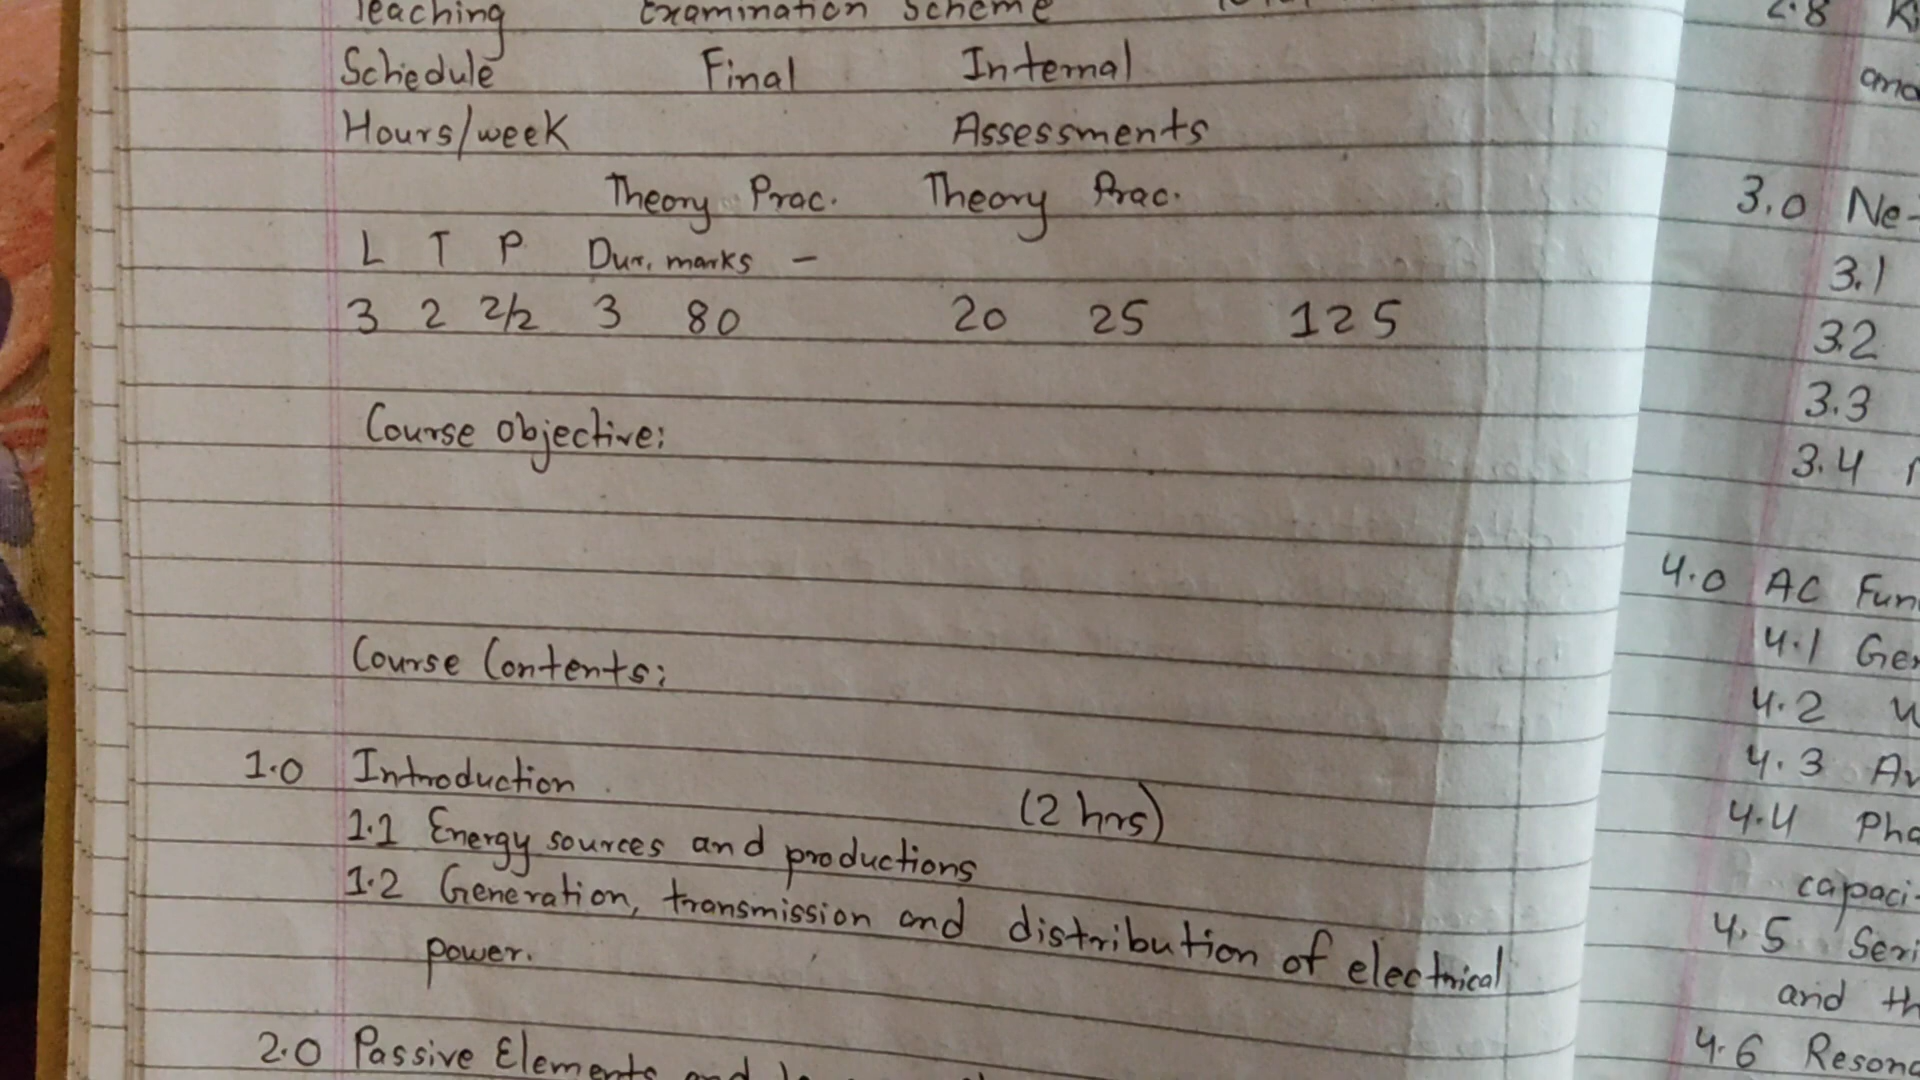 Teaching Examination Scheme
Schedule Final Internal
Hours/week Assessments
Theory Prac. Theory Prac.
L T P Dur. marks -
3 2 2/2 3 80 20 25 125
Course Objective:
Course Contents:
1.0 Introduction (2 hrs)
1.1 Energy sources and productions
1.2 Generation, transmission and distribution of electrical
power.
2.0 Passive Elements and
2.8
3.0
3.1
3.2
3.3
3.4
4.0 AC
4.1
4.2
4.3
4.4
4.5
and
4.6